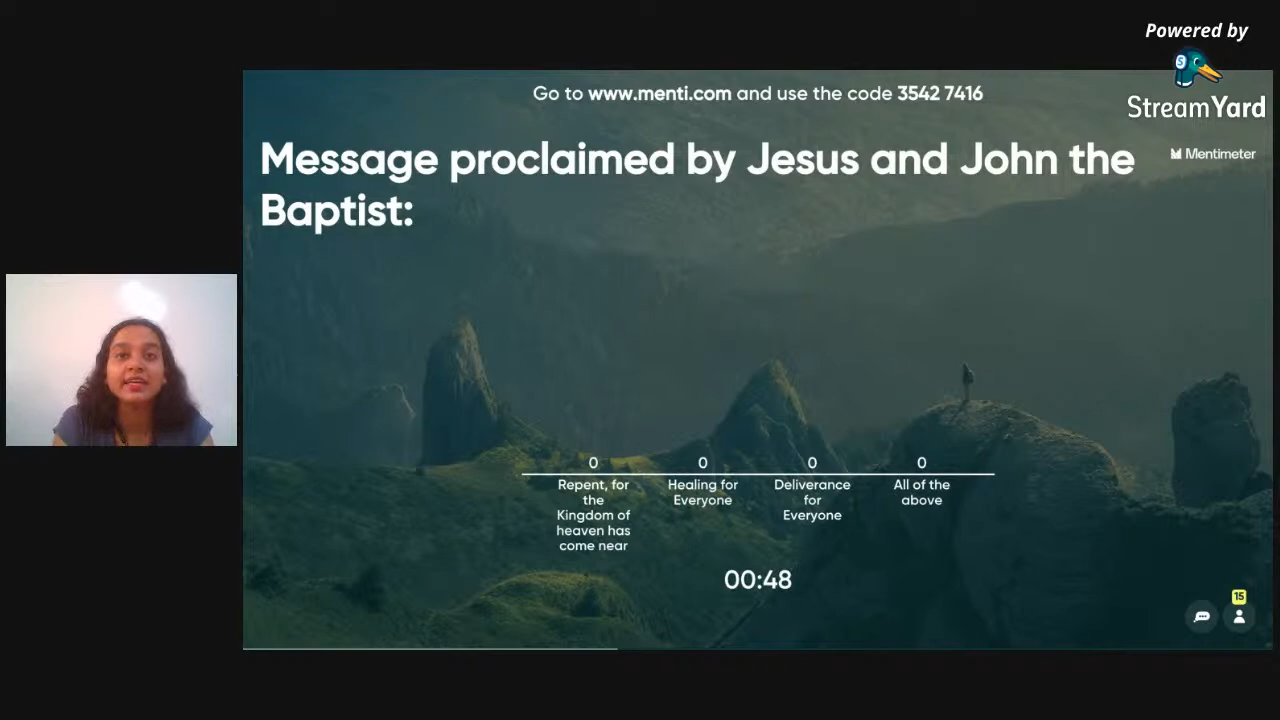 Powered by
StreamYard
Go to www.menti.com and use the code 3542 7416
Message proclaimed by Jesus and John the
Baptist:
Mentimeter
0
Repent, for
the
Kingdom of
heaven has
come near
0
Healing for
Everyone
0
Deliverance
for
Everyone
0
All of the
above
00:48
15